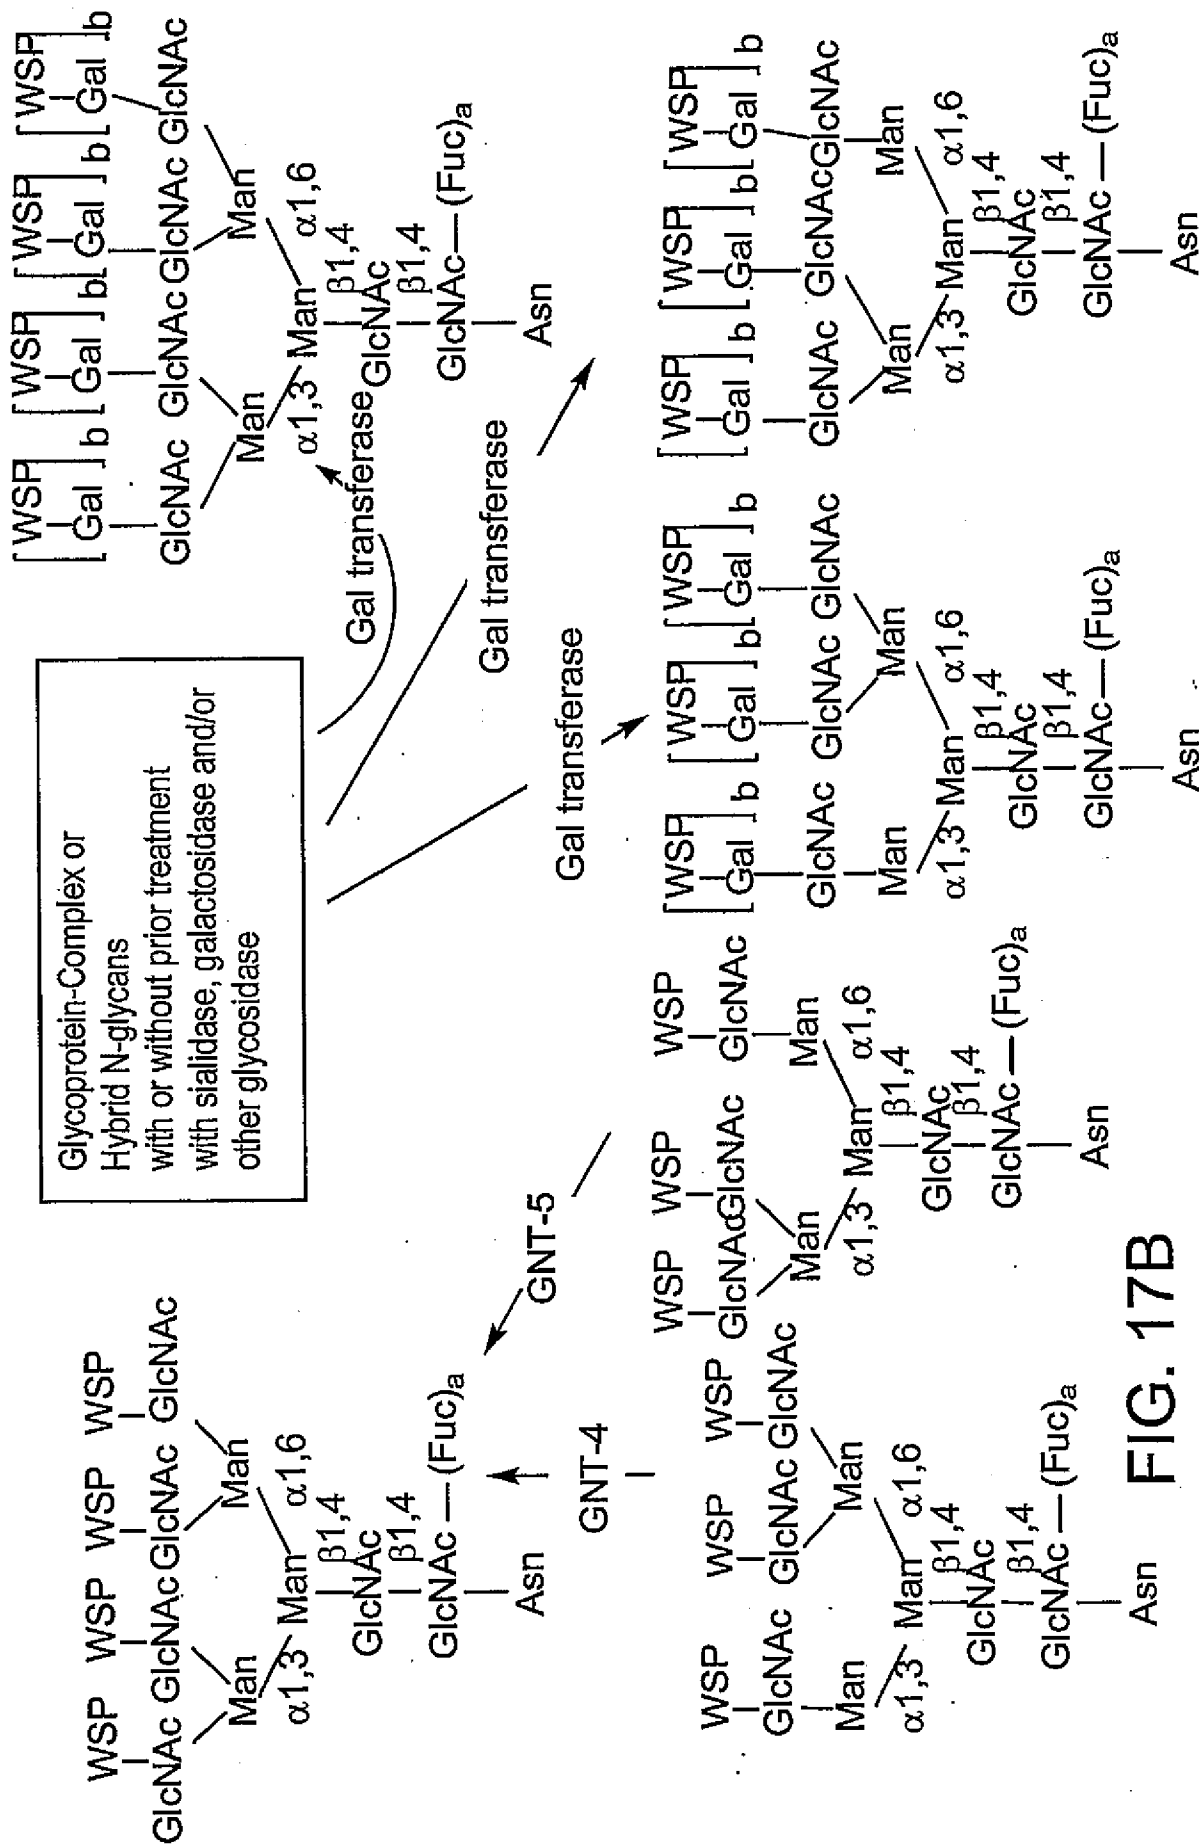 WSP WSP WSP WSP
GlcNAc GlcNAc GlcNAc GlcNAc
Man Man
α1,3 Man α1,6
β1,4
GlcNAc
β1,4
GlcNAc—(Fuc)a
Asn
Glycoprotein-Complex or
Hybrid N-glycans
with or without prior treatment
with sialidase, galactosidase and/or
other glycosidase
[WSP] [WSP] [WSP] [WSP]
[Gal]b [Gal]b [Gal]b [Gal]b
GlcNAc GlcNAc GlcNAc GlcNAc
Man Man
α1,3 Man α1,6
β1,4
GlcNAc
β1,4
GlcNAc—(Fuc)a
Asn
Gal transferase
Gal transferase
Gal transferase
GNT-4
GNT-5
WSP WSP WSP
GlcNAc GlcNAc GlcNAc
Man Man
α1,3 Man α1,6
β1,4
GlcNAc
β1,4
GlcNAc—(Fuc)a
Asn
WSP WSP WSP
GlcNAc GlcNAc GlcNAc
Man Man
α1,3 Man α1,6
β1,4
GlcNAc
β1,4
GlcNAc—(Fuc)a
Asn
[WSP] [WSP] [WSP]
[Gal]b [Gal]b [Gal]b
GlcNAc GlcNAc GlcNAc
Man Man
α1,3 Man α1,6
β1,4
GlcNAc
β1,4
GlcNAc—(Fuc)a
Asn
[WSP] [WSP] [WSP]
[Gal]b [Gal]b [Gal]b
GlcNAc GlcNAc GlcNAc
Man Man
α1,3 Man α1,6
β1,4
GlcNAc
β1,4
GlcNAc—(Fuc)a
Asn
FIG. 17B